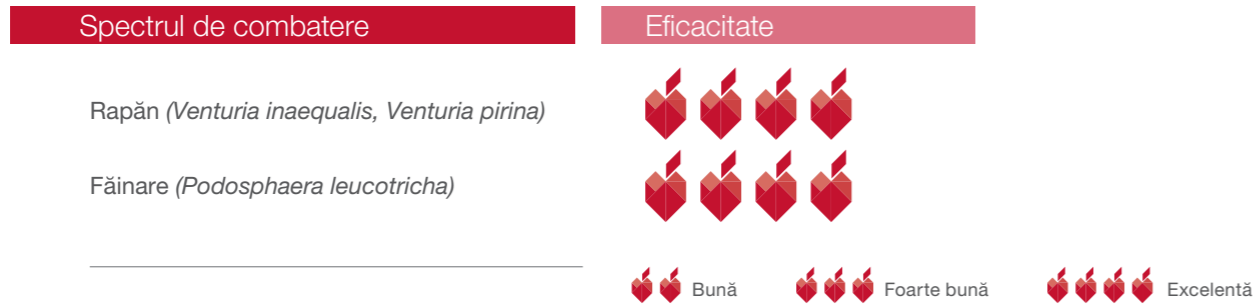 Spectrul de combatere
Eficacitate
Rapăn (Venturia inaequalis, Venturia pirina)
Făinare (Podosphaera leucotricha)
Bună
Foarte bună
Excelentă